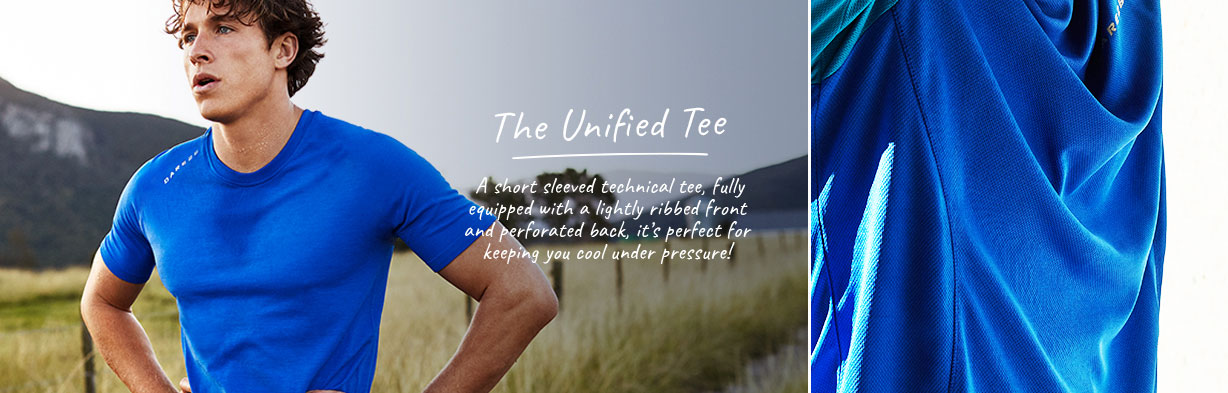 DARE2B
The Unified Tee
A short sleeved technical tee, fully
equipped with a lightly ribbed front
and perforated back, it's perfect for
keeping you cool under pressure!